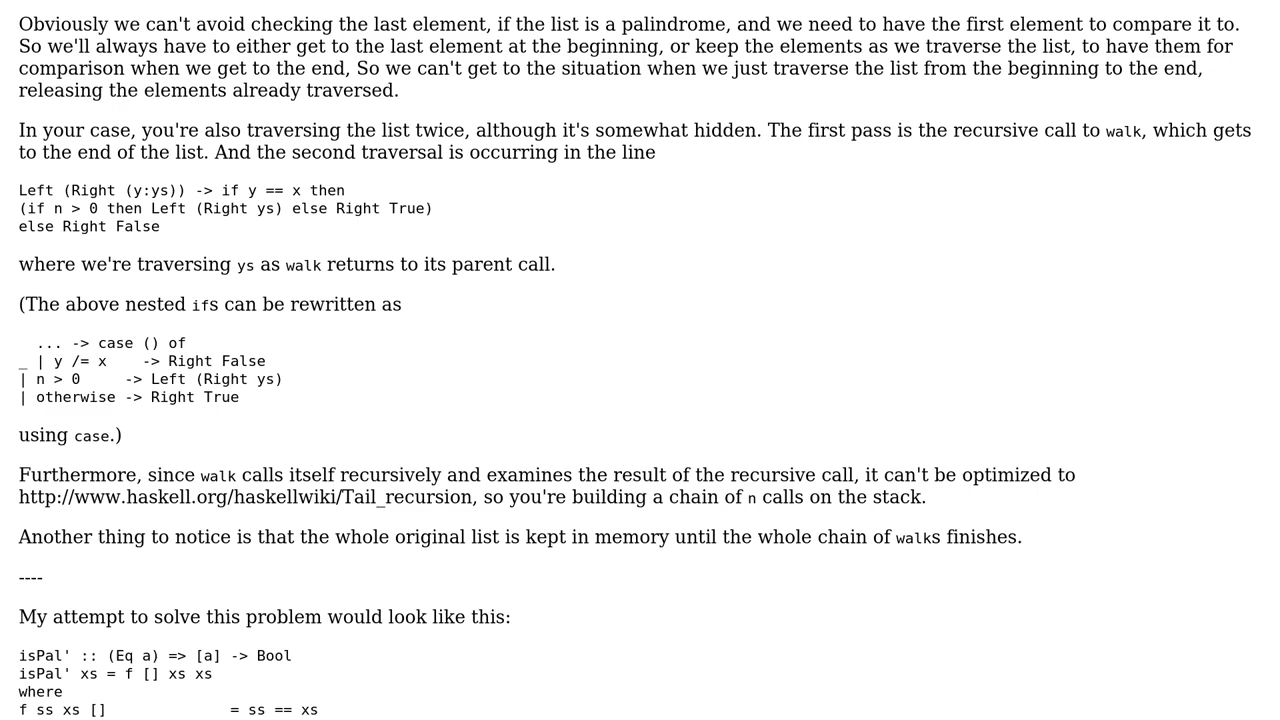 Obviously we can't avoid checking the last element, if the list is a palindrome, and we need to have the first element to compare it to.
So we'll always have to either get to the last element at the beginning, or keep the elements as we traverse the list, to have them for
comparison when we get to the end, So we can't get to the situation when we just traverse the list from the beginning to the end,
releasing the elements already traversed.
In your case, you're also traversing the list twice, although it's somewhat hidden. The first pass is the recursive call to walk, which gets
to the end of the list. And the second traversal is occurring in the line
Left (Right (y:ys)) -> if y == x then
(if n > 0 then Left (Right ys) else Right True)
else Right False
where we're traversing ys as walk returns to its parent call.
(The above nested ifs can be rewritten as
  ... -> case () of
_ | y /= x    -> Right False
| n > 0     -> Left (Right ys)
| otherwise -> Right True
using case.)
Furthermore, since walk calls itself recursively and examines the result of the recursive call, it can't be optimized to
http://www.haskell.org/haskellwiki/Tail_recursion, so you're building a chain of n calls on the stack.
Another thing to notice is that the whole original list is kept in memory until the whole chain of walks finishes.
----
My attempt to solve this problem would look like this:
isPal' :: (Eq a) => [a] -> Bool
isPal' xs = f [] xs xs
where
f ss xs []              = ss == xs